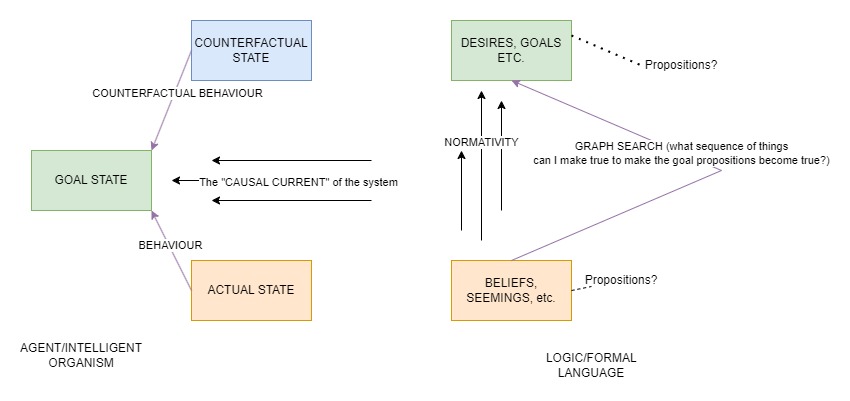 COUNTERFACTUAL
STATE
COUNTERFACTUAL BEHAVIOUR
GOAL STATE
The "CAUSAL CURRENT" of the system
BEHAVIOUR
ACTUAL STATE
AGENT/INTELLIGENT
ORGANISM
DESIRES, GOALS
ETC.
Propositions?
NORMATIVITY
GRAPH SEARCH (what sequence of things
can I make true to make the goal propositions become true?)
BELIEFS,
SEEMINGS, etc.
Propositions?
LOGIC/FORMAL
LANGUAGE